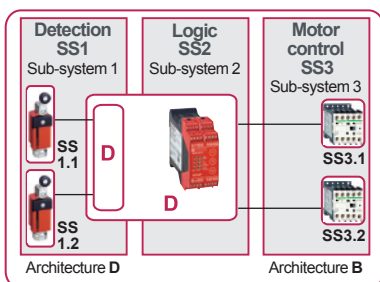 Detection
SS1
Sub-system 1
Logic
SS2
Sub-system 2
Motor
control
SS3
Sub-system 3
SS
1.1
D
SS3.1
SS
1.2
D
SS3.2
Architecture D
Architecture B